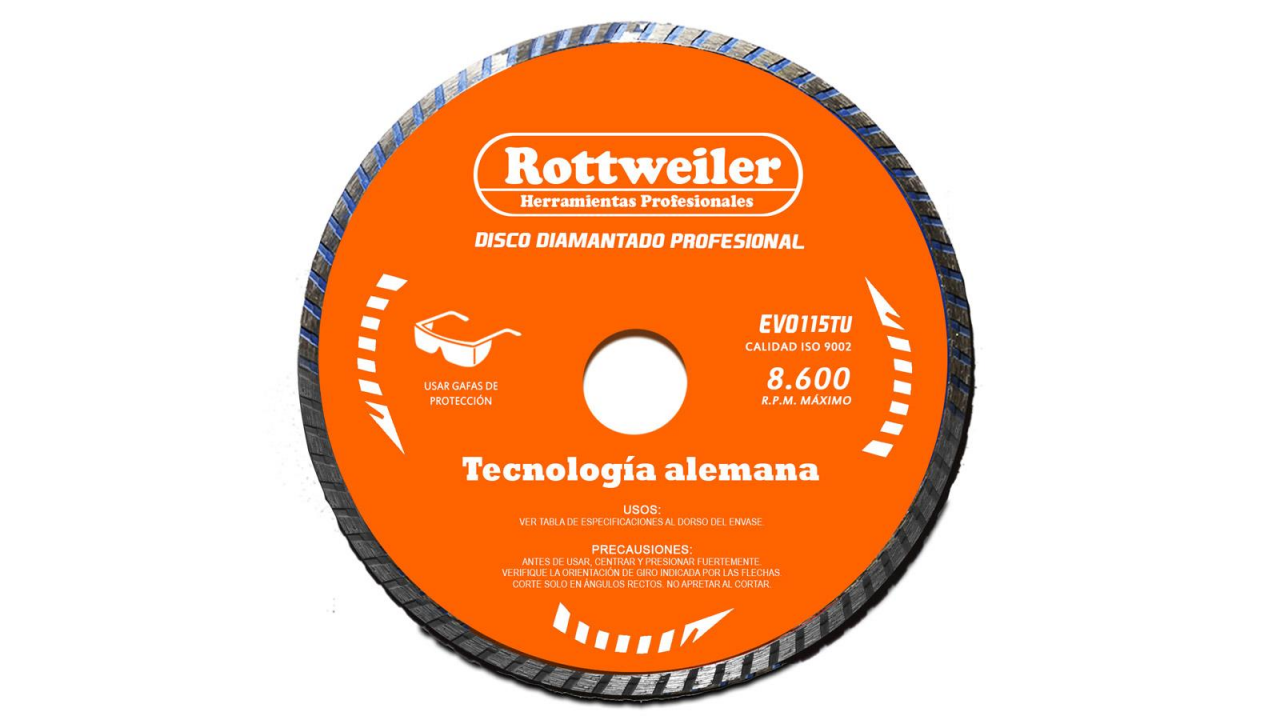 Rottweiler
Herramientas Profesionales
DISCO DIAMANTADO PROFESIONAL
EVO115TU
CALIDAD ISO 9002
8.600
R.P.M. MÁXIMO
USAR GAFAS DE
PROTECCIÓN
Tecnología alemana
USOS:
VER TABLA DE ESPECIFICACIONES AL DORSO DEL ENVASE.
PRECAUSIONES:
ANTES DE USAR, CENTRAR Y PRESIONAR FUERTEMENTE.
VERIFIQUE LA ORIENTACIÓN DE GIRO INDICADA POR LAS FLECHAS
CORTE SOLO EN ÁNGULOS RECTOS. NO APRETAR AL CORTAR.